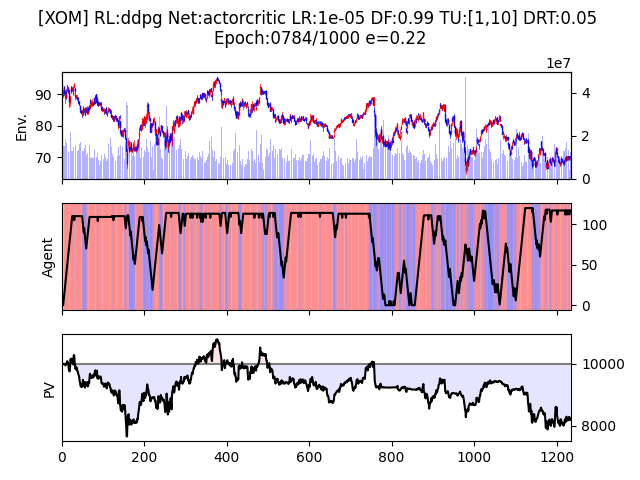 [XOM] RL:ddpg Net:actorcritic LR:1e-05 DF:0.99 TU:[1,10] DRT:0.05
Epoch:0784/1000 e=0.22
1e7
90
80
70
Env.
4
2
0
Agent
100
50
0
PV
10000
8000
0 200 400 600 800 1000 1200